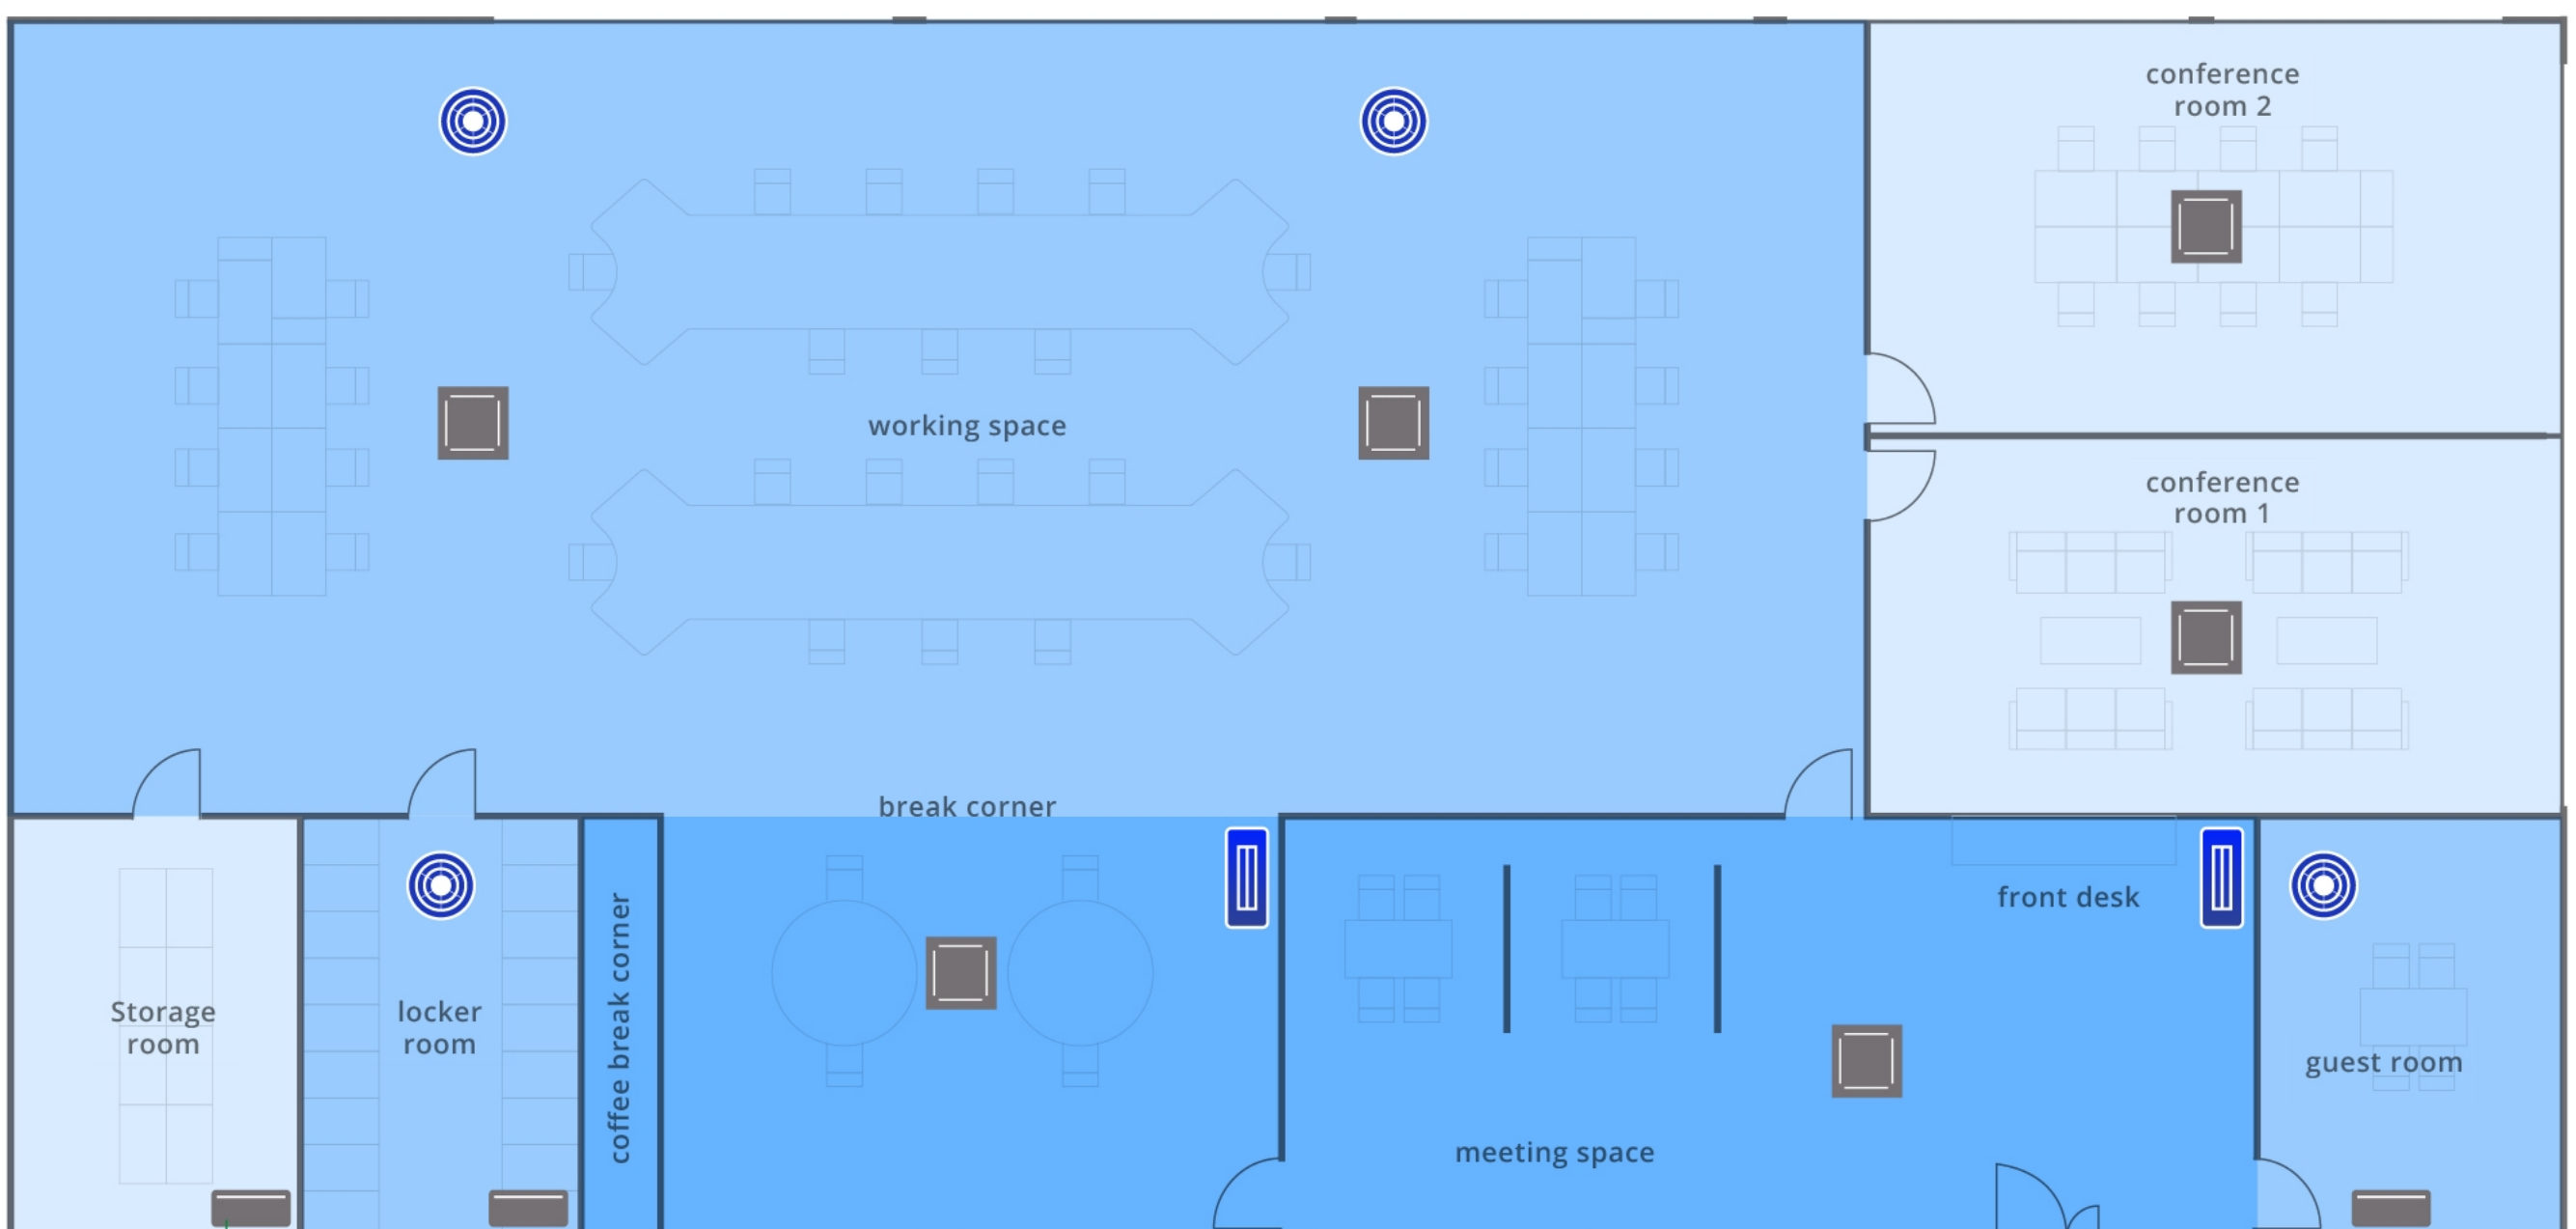 conference
room 2
working space
conference
room 1
break corner
front desk
coffee break corner
Storage
room
locker
room
guest room
meeting space